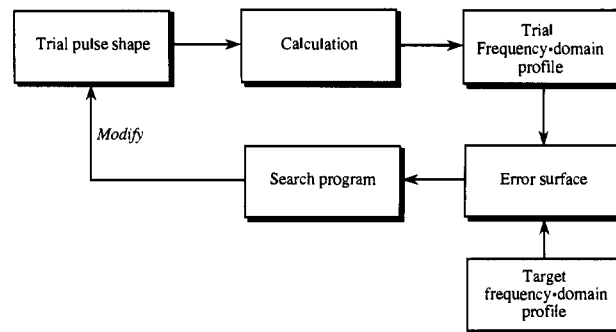 Trial pulse shape
Calculation
Trial
Frequency•domain
profile
Modify
Search program
Error surface
Target
frequency•domain
profile